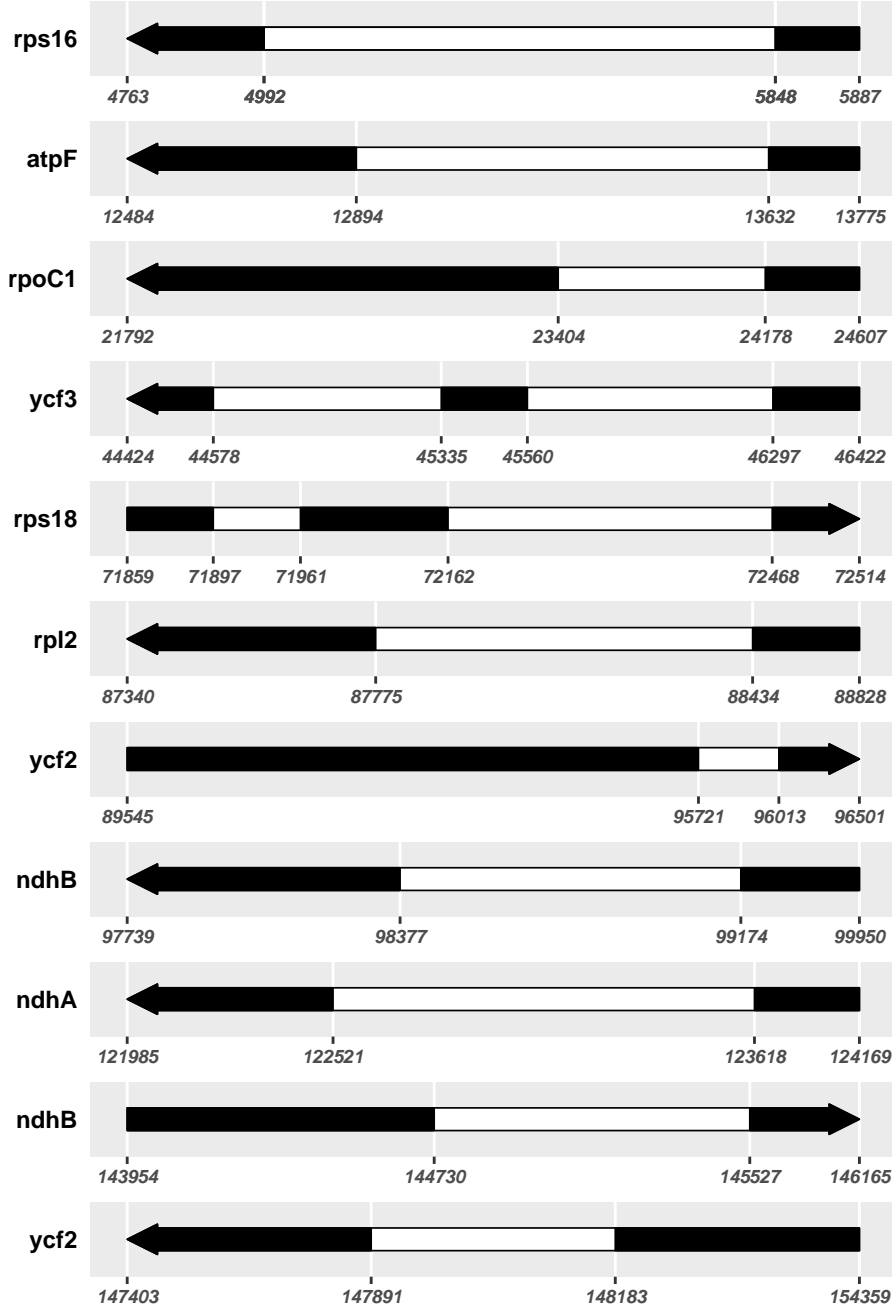 rps16
4763 4992 5848 5887
atpF
12484 12894 13632 13775
rpoC1
21792 23404 24178 24607
ycf3
44424 44578 45335 45560 46297 46422
rps18
71859 71897 71961 72162 72468 72514
rpl2
87340 87775 88434 88828
ycf2
89545 95721 96013 96501
ndhB
97739 98377 99174 99950
ndhA
121985 122521 123618 124169
ndhB
143954 144730 145527 146165
ycf2
147403 147891 148183 154359